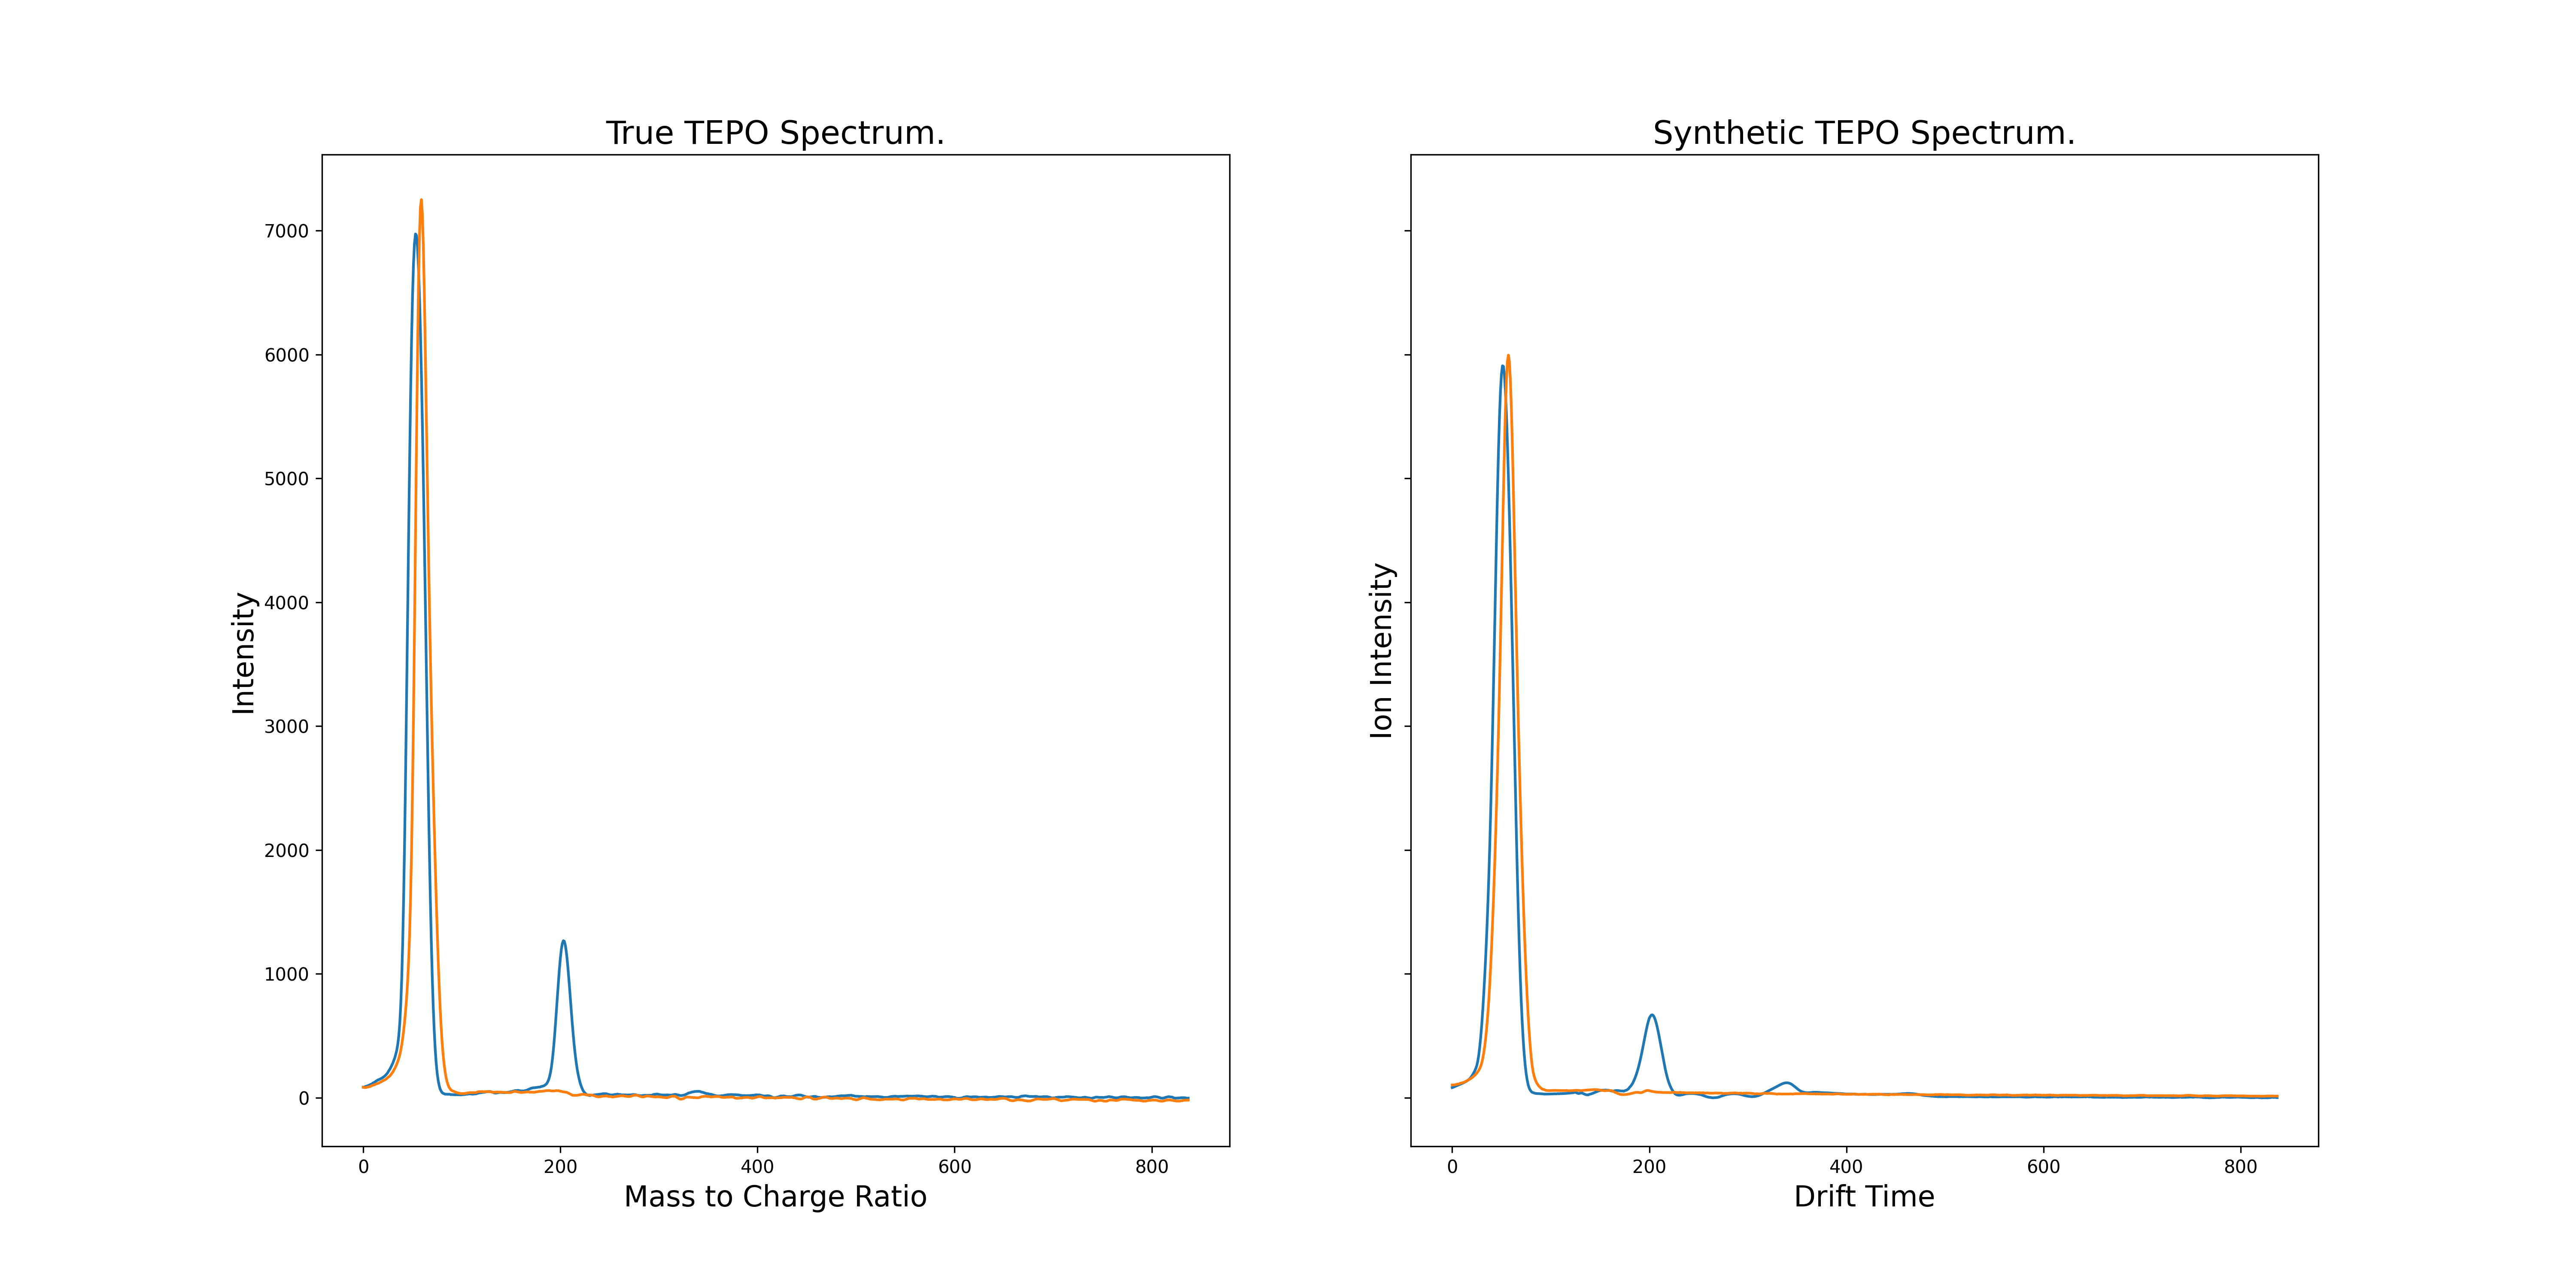 True TEPO Spectrum.
Synthetic TEPO Spectrum.
7000
6000
5000
4000
3000
2000
1000
0
Intensity
Ion Intensity
0 200 400 600 800
0 200 400 600 800
Mass to Charge Ratio
Drift Time